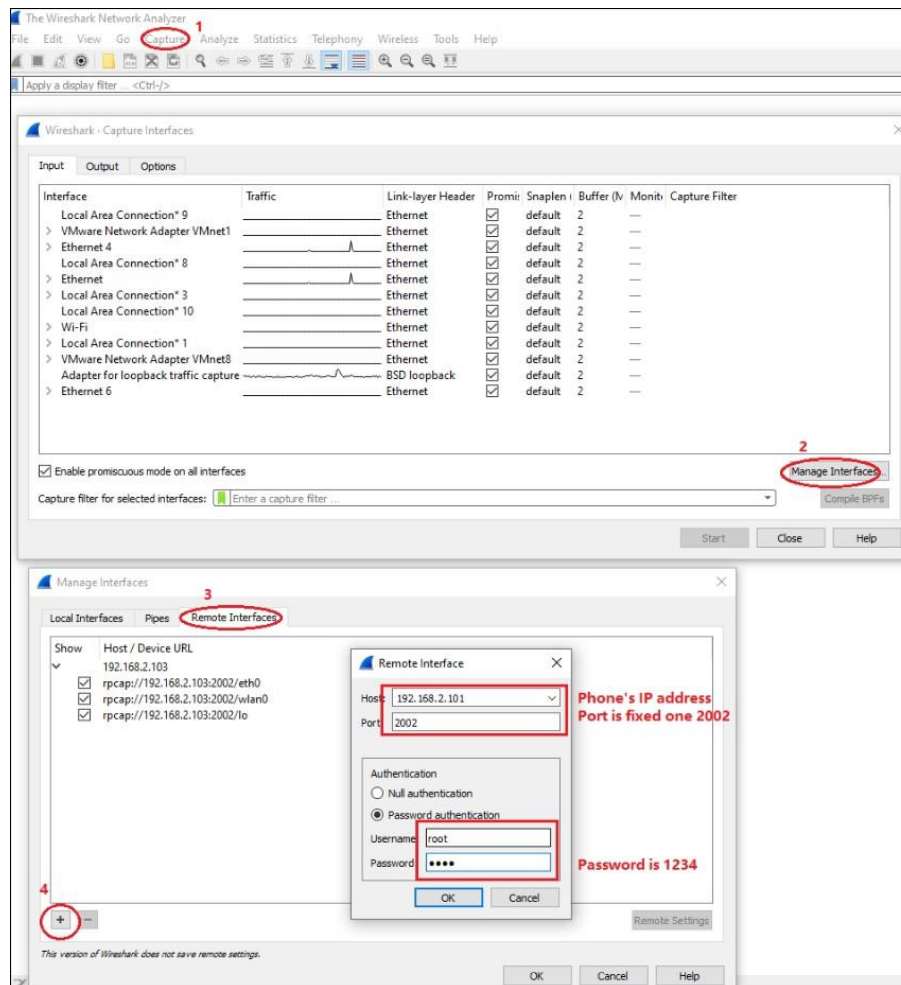 The Wireshark Network Analyzer
1
File Edit View Go Capture Analyze Statistics Telephony Wireless Tools Help
Apply a display filter ... <Ctrl-/>
Wireshark · Capture Interfaces
Input Output Options
Interface Traffic Link-layer Header Promis Snaplen ( Buffer (M Monito Capture Filter
Local Area Connection* 9 Ethernet default 2 —
VMware Network Adapter VMnet1 Ethernet default 2 —
Ethernet 4 Ethernet default 2 —
Local Area Connection* 8 Ethernet default 2 —
Ethernet Ethernet default 2 —
Local Area Connection* 3 Ethernet default 2 —
Local Area Connection* 10 Ethernet default 2 —
Wi-Fi Ethernet default 2 —
Local Area Connection* 1 Ethernet default 2 —
VMware Network Adapter VMnet8 Ethernet default 2 —
Adapter for loopback traffic capture BSD loopback default 2 —
Ethernet 6 Ethernet default 2 —
2
Enable promiscuous mode on all interfaces
Manage Interfaces...
Capture filter for selected interfaces: Enter a capture filter ...
Compile BPFs
Start Close Help
Manage Interfaces
3
Local Interfaces Pipes Remote Interfaces
Show Host / Device URL
192.168.2.103
rpcap://192.168.2.103:2002/eth0
rpcap://192.168.2.103:2002/wlan0
rpcap://192.168.2.103:2002/lo
Remote Interface
Host: 192.168.2.101
Port: 2002
Phone's IP address
Port is fixed one 2002
Authentication
Null authentication
Password authentication
Username: root
Password: ••••
Password is 1234
OK Cancel
4
+ −
Remote Settings
This version of Wireshark does not save remote settings.
OK Cancel Help